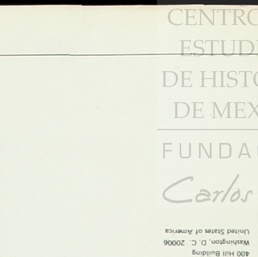 CENTRO
ESTUDI
DE HISTO
DE MEX
FUNDAC
Carlos
400 Hill Building
Washington, D. C. 20006
United States of America